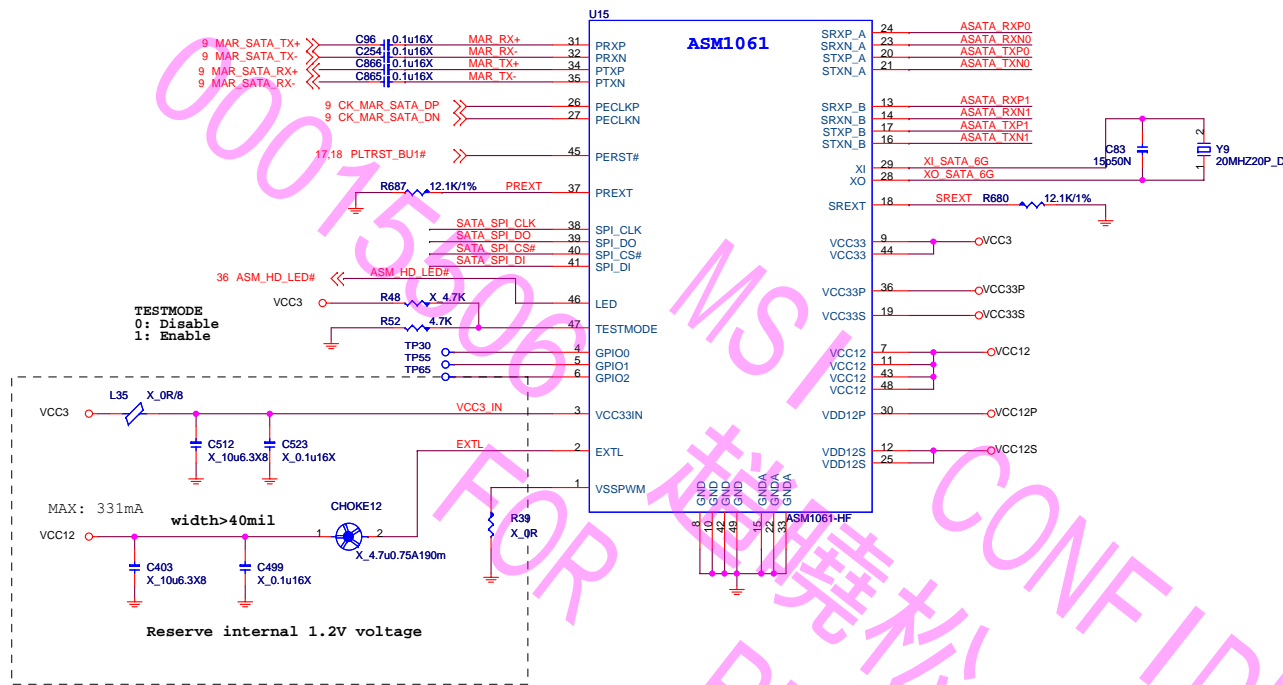 U15
ASM1061
9 MAR_SATA_TX+ C96 0.1u16X MAR_RX+ 31 PRXP
9 MAR_SATA_TX- C254 0.1u16X MAR_RX- 32 PRXN
9 MAR_SATA_RX+ C866 0.1u16X MAR_TX+ 34 PTXP
9 MAR_SATA_RX- C865 0.1u16X MAR_TX- 35 PTXN
9 CK_MAR_SATA_DP 26 PECLKP
9 CK_MAR_SATA_DN 27 PECLKN
17,18 PLTRST_BU1# 45 PERST#
R687 12.1K/1% PREXT 37 PREXT
SATA_SPI_CLK 38 SPI_CLK
SATA_SPI_DO 39 SPI_DO
SATA_SPI_CS# 40 SPI_CS#
SATA_SPI_DI 41 SPI_DI
36 ASM_HD_LED# ASM_HD_LED# 46 LED
VCC3 R48 X_4.7K
TESTMODE
0: Disable
1: Enable
R52 4.7K 47 TESTMODE
TP30 4 GPIO0
TP55 5 GPIO1
TP65 6 GPIO2
VCC3 L35 X_0R/8 VCC3_IN 3 VCC33IN
C512 X_10u6.3X8
C523 X_0.1u16X
EXTL 2 EXTL
1 VSSPWM
R39 X_0R
MAX: 331mA
width>40mil
VCC12 1 CHOKE12 2
X_4.7u0.75A190m
C403 X_10u6.3X8
C499 X_0.1u16X
Reserve internal 1.2V voltage
SRXP_A 24 ASATA_RXP0
SRXN_A 23 ASATA_RXN0
STXP_A 20 ASATA_TXP0
STXN_A 21 ASATA_TXN0
SRXP_B 13 ASATA_RXP1
SRXN_B 14 ASATA_RXN1
STXP_B 17 ASATA_TXP1
STXN_B 16 ASATA_TXN1
XI 29 XI_SATA_6G
XO 28 XO_SATA_6G
C83 15p50N
2 1 Y9 20MHZ20P_D
SREXT 18 SREXT R680 12.1K/1%
VCC33 9 VCC3
VCC33 44
VCC33P 36 VCC33P
VCC33S 19 VCC33S
VCC12 7 VCC12
VCC12 11
VCC12 43
VCC12 48
VDD12P 30 VCC12P
VDD12S 12 VCC12S
VDD12S 25
GND GND GND GND GNDA GNDA GNDA
8 10 42 49 15 22 33
ASM1061-HF
00015506 MSI CONFID
FOR 趙曉松